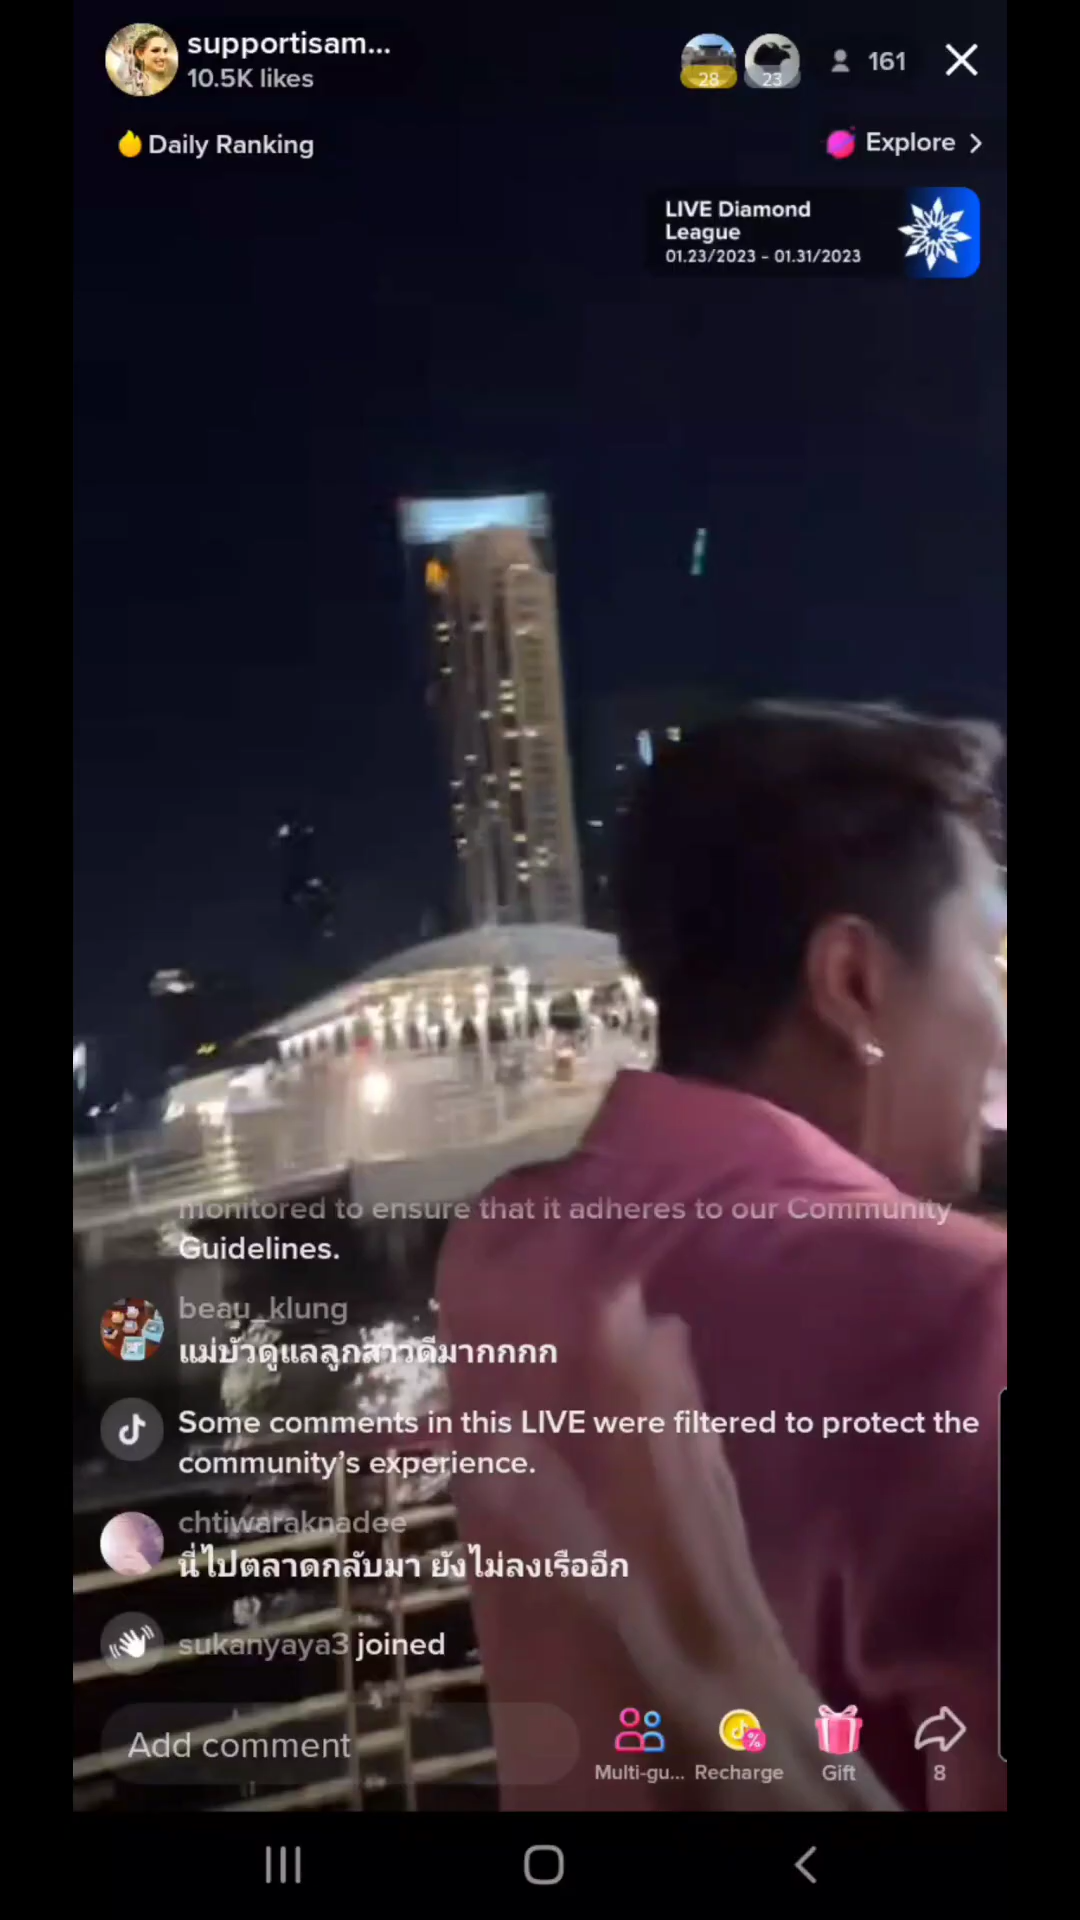 supportisam...
10.5K likes
28
23
161
Daily Ranking
Explore
LIVE Diamond
League
01.23/2023 - 01.31/2023
monitored to ensure that it adheres to our Community
Guidelines.
beau_klung
แม่บัวดูแลลูกสาวดีมากกกก
Some comments in this LIVE were filtered to protect the
community's experience.
chtiwaraknadee
นี่ไปตลาดกลับมา ยังไม่ลงเรืออีก
sukanyaya3 joined
Add comment
Multi-gu...
Recharge
Gift
8